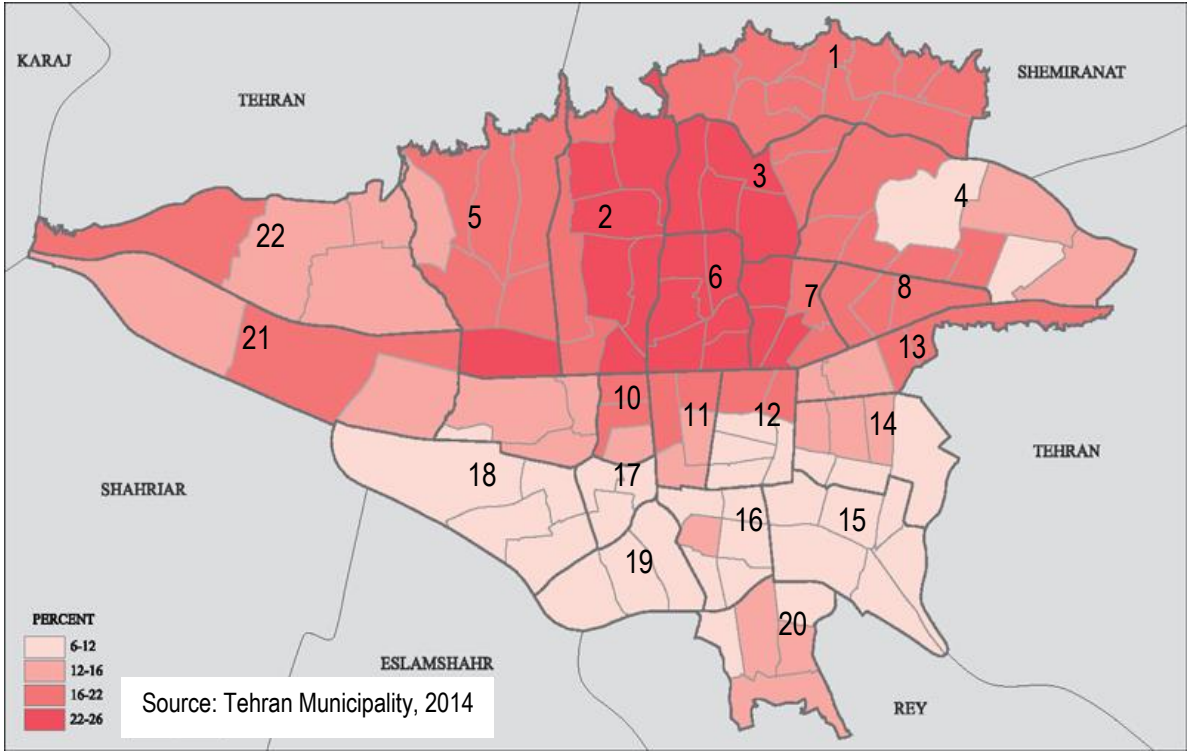 KARAJ
TEHRAN
SHEMIRANAT
1
3
4
5
2
22
6
7
8
21
13
10
11
12
14
TEHRAN
18
17
SHAHRIAR
16
15
19
20
PERCENT
6-12
12-16
16-22
22-26
ESLAMSHAHR
REY
Source: Tehran Municipality, 2014